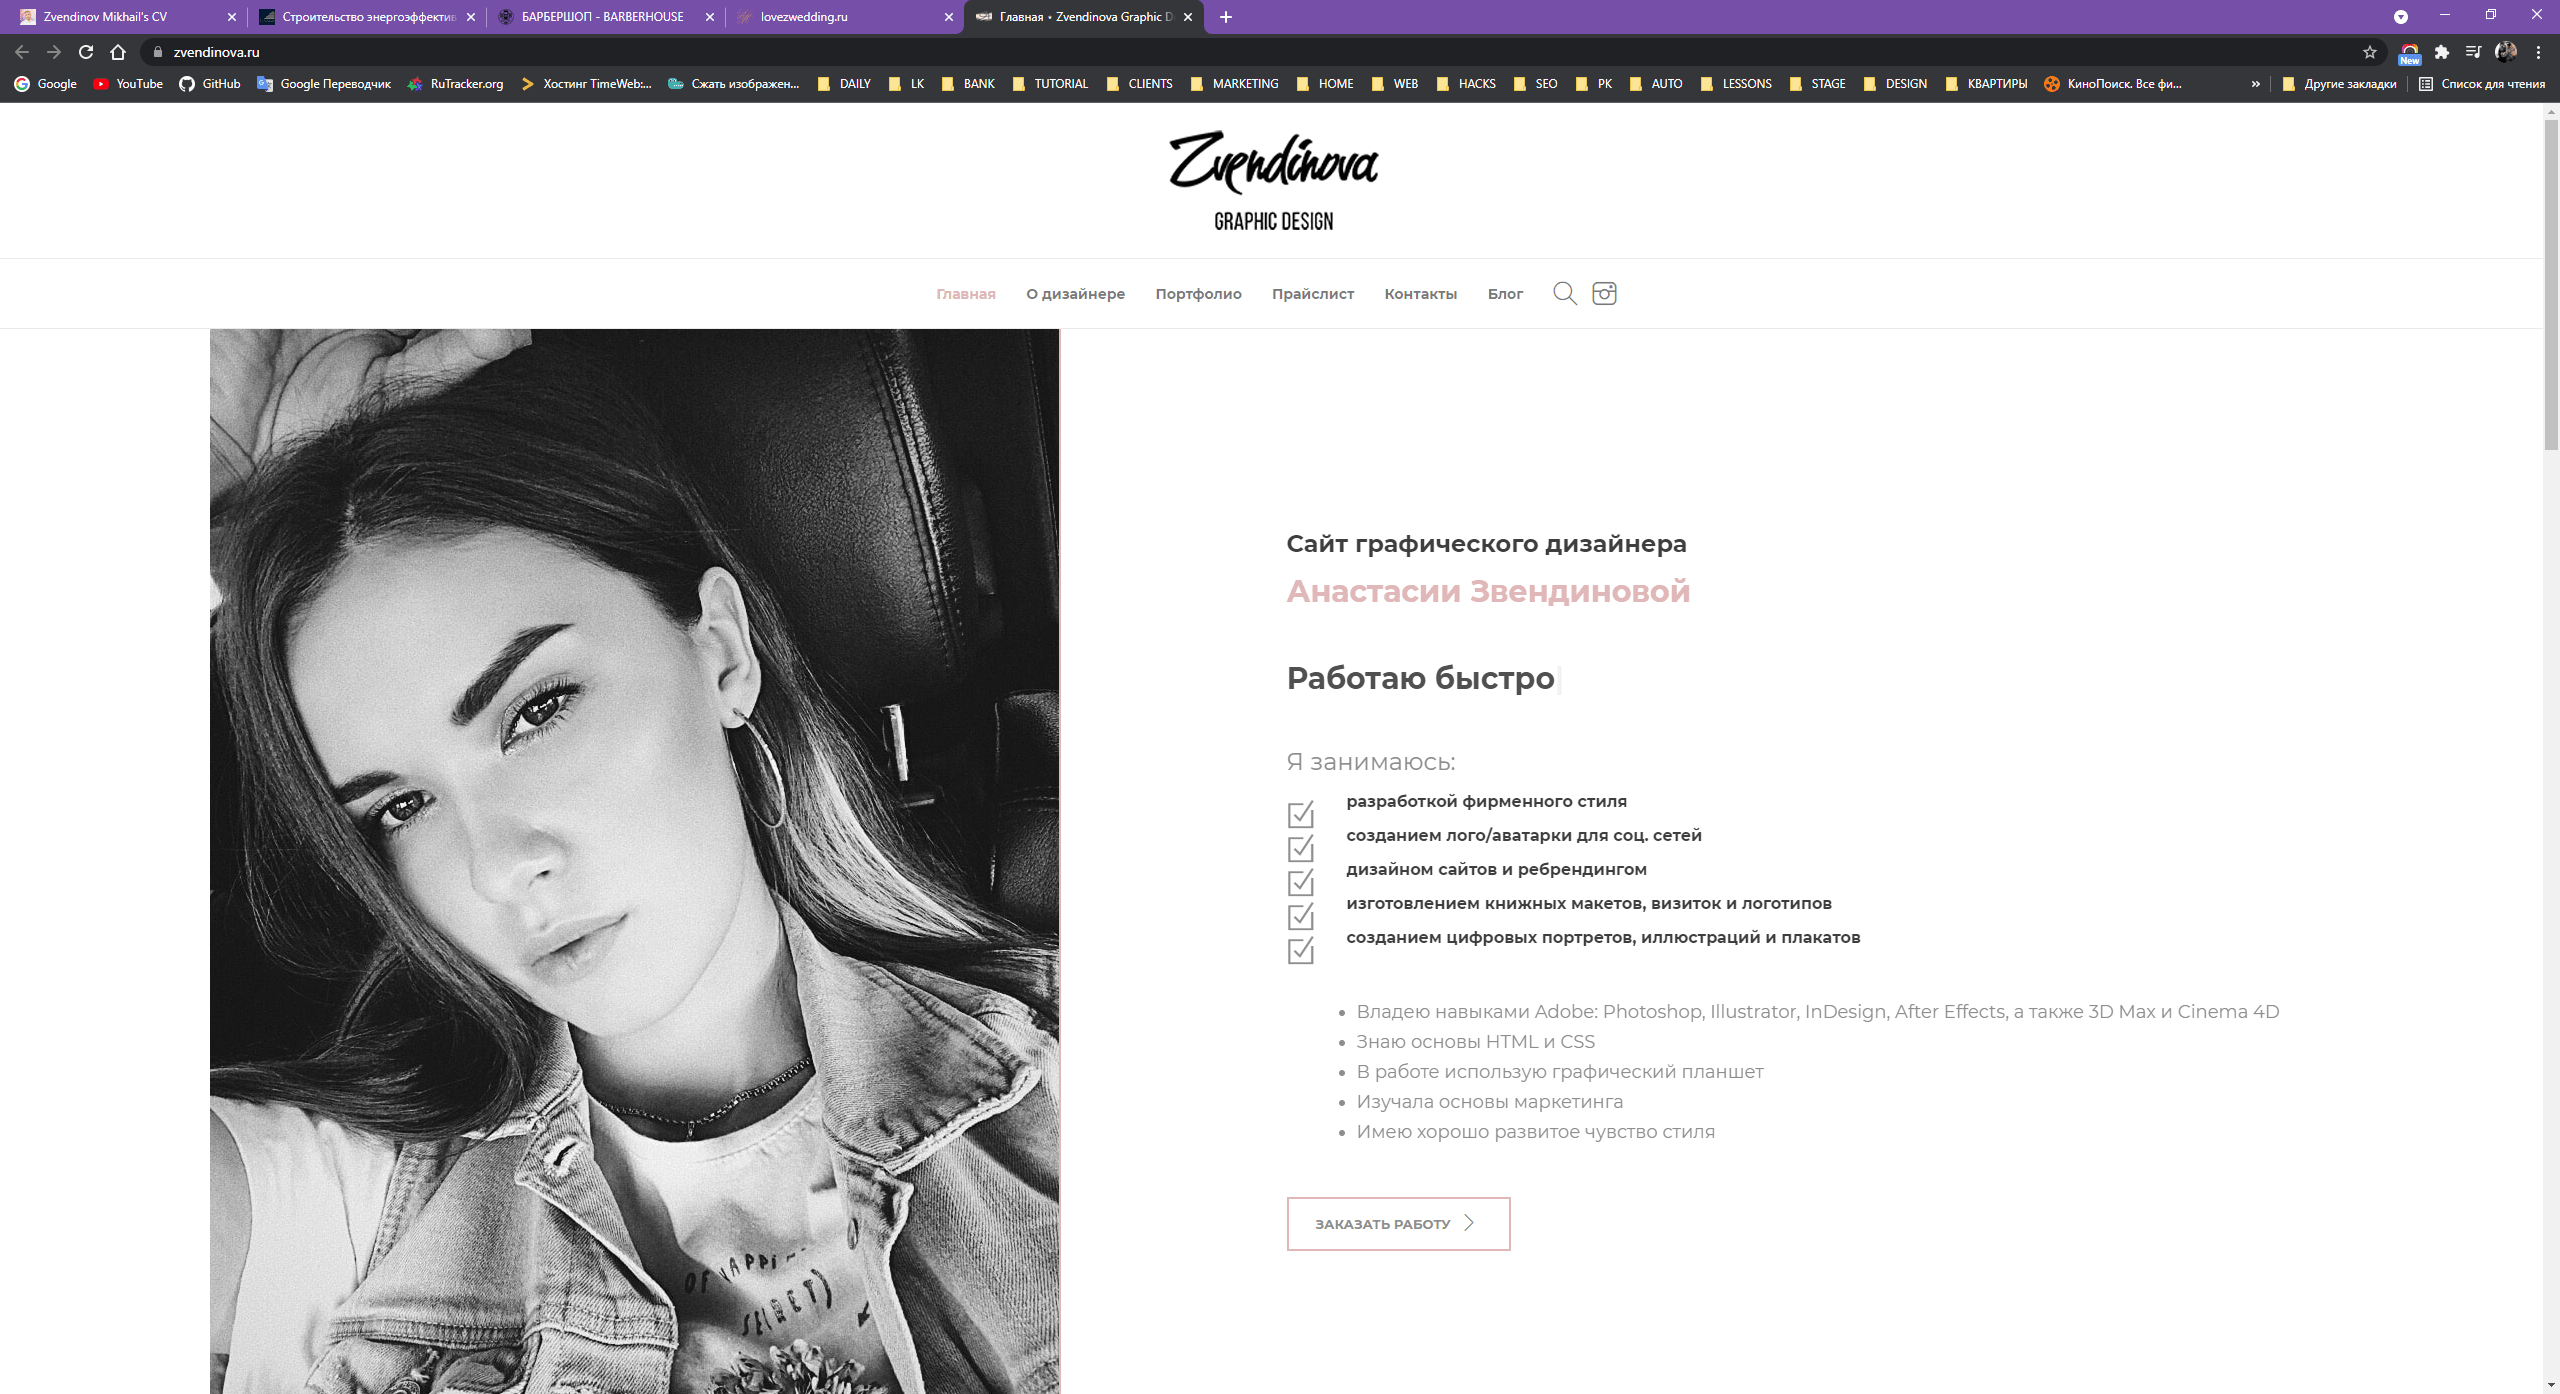 Zvendinov Mikhail's CV
Строительство энергоэффектив
БАРБЕРШОП - BARBERHOUSE
lovezwedding.ru
Главная • Zvendinova Graphic D
zvendinova.ru
New
Google
YouTube
GitHub
Google Переводчик
RuTracker.org
Хостинг TimeWeb:...
Сжать изображен...
DAILY
LK
BANK
TUTORIAL
CLIENTS
MARKETING
HOME
WEB
HACKS
SEO
PK
AUTO
LESSONS
STAGE
DESIGN
КВАРТИРЫ
КиноПоиск. Все фи...
»
Другие закладки
Список для чтения
Zvendinova
GRAPHIC DESIGN
Главная
О дизайнере
Портфолио
Прайслист
Контакты
Блог
Сайт графического дизайнера
Анастасии Звендиновой
Работаю быстро
Я занимаюсь:
разработкой фирменного стиля
созданием лого/аватарки для соц. сетей
дизайном сайтов и ребрендингом
изготовлением книжных макетов, визиток и логотипов
созданием цифровых портретов, иллюстраций и плакатов
• Владею навыками Adobe: Photoshop, Illustrator, InDesign, After Effects, а также 3D Max и Cinema 4D
• Знаю основы HTML и CSS
• В работе использую графический планшет
• Изучала основы маркетинга
• Имею хорошо развитое чувство стиля
ЗАКАЗАТЬ РАБОТУ
OF